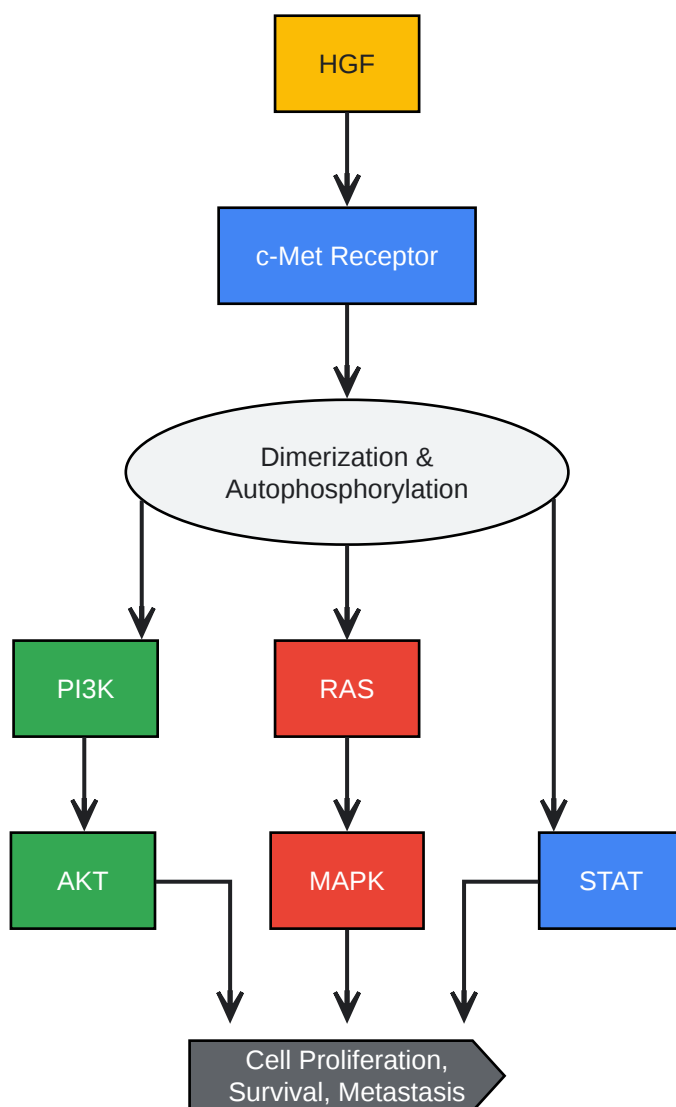 HGF
c-Met Receptor
Dimerization &
Autophosphorylation
PI3K
RAS
AKT
MAPK
STAT
Cell Proliferation,
Survival, Metastasis